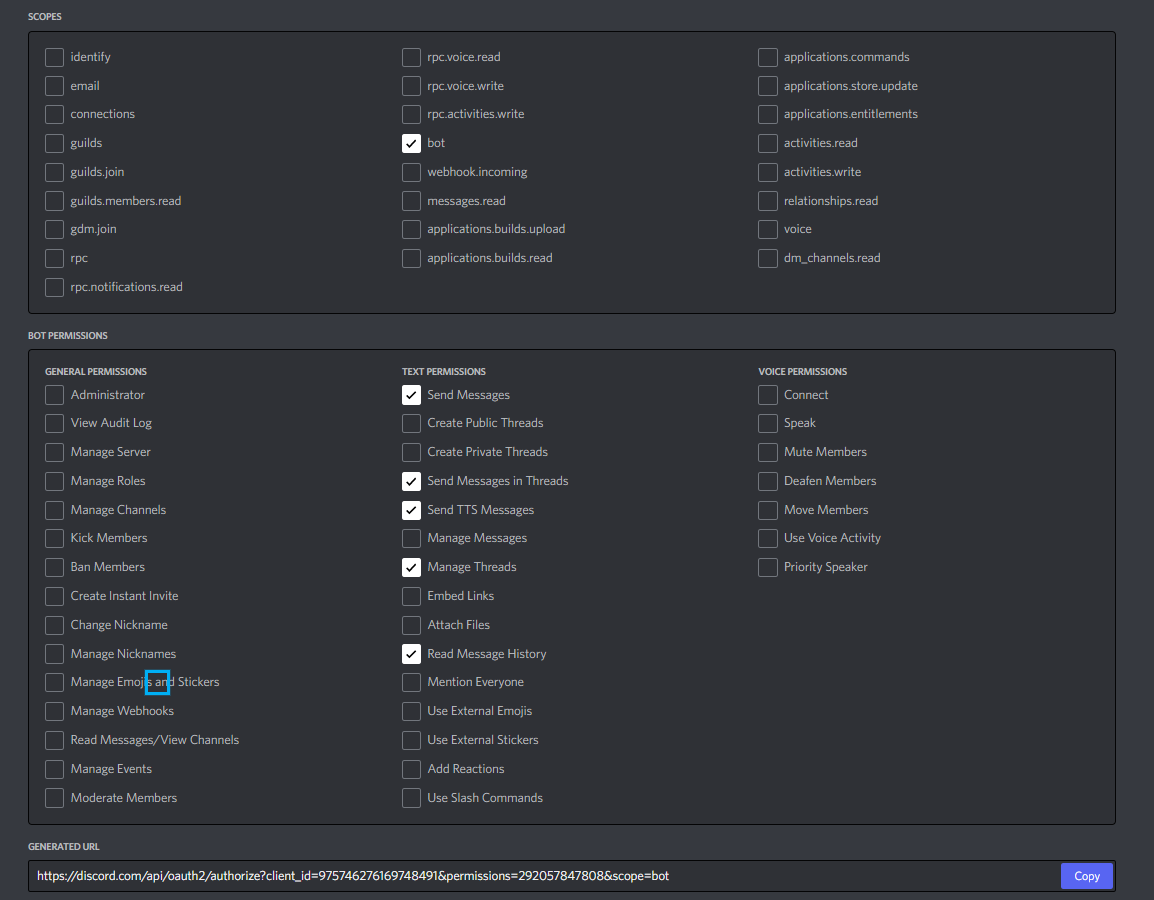 SCOPES
identify
email
connections
guilds
guilds.join
guilds.members.read
gdm.join
rpc
rpc.notifications.read
rpc.voice.read
rpc.voice.write
rpc.activities.write
bot
webhook.incoming
messages.read
applications.builds.upload
applications.builds.read
applications.commands
applications.store.update
applications.entitlements
activities.read
activities.write
relationships.read
voice
dm_channels.read
BOT PERMISSIONS
GENERAL PERMISSIONS
Administrator
View Audit Log
Manage Server
Manage Roles
Manage Channels
Kick Members
Ban Members
Create Instant Invite
Change Nickname
Manage Nicknames
Manage Emojis and Stickers
Manage Webhooks
Read Messages/View Channels
Manage Events
Moderate Members
TEXT PERMISSIONS
Send Messages
Create Public Threads
Create Private Threads
Send Messages in Threads
Send TTS Messages
Manage Messages
Manage Threads
Embed Links
Attach Files
Read Message History
Mention Everyone
Use External Emojis
Use External Stickers
Add Reactions
Use Slash Commands
VOICE PERMISSIONS
Connect
Speak
Mute Members
Deafen Members
Move Members
Use Voice Activity
Priority Speaker
GENERATED URL
https://discord.com/api/oauth2/authorize?client_id=975746276169748491&permissions=292057847808&scope=bot
Copy